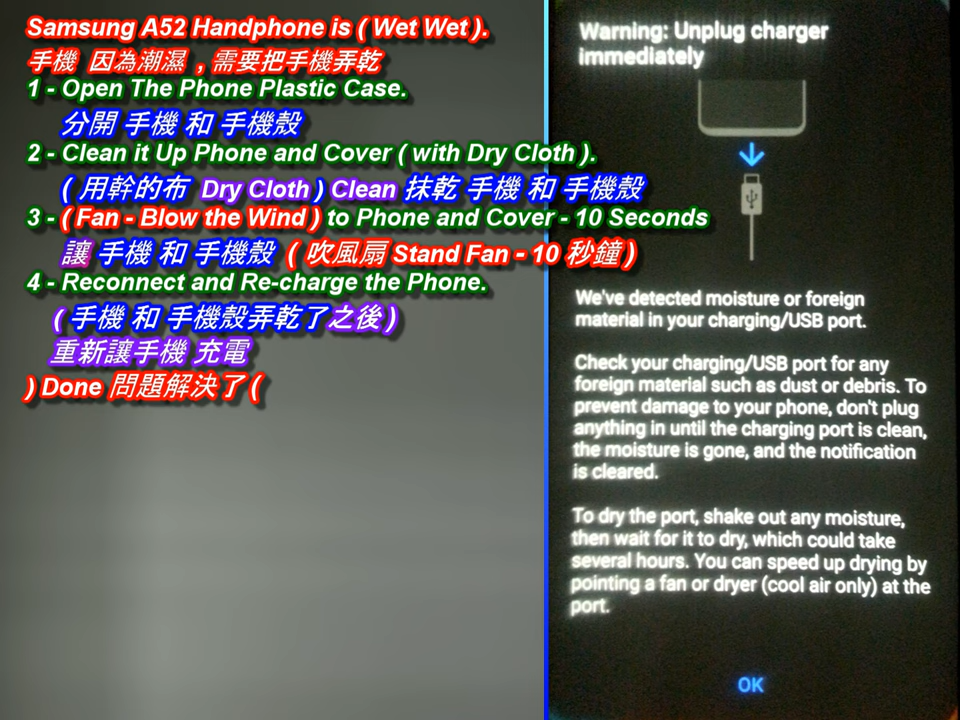 Samsung A52 Handphone is ( Wet Wet ).
手機 因為潮濕 , 需要把手機弄乾
1 - Open The Phone Plastic Case.
分開 手機 和 手機殼
2 - Clean it Up Phone and Cover ( with Dry Cloth ).
( 用幹的布 Dry Cloth ) Clean 抹乾 手機 和 手機殼
3 - ( Fan - Blow the Wind ) to Phone and Cover - 10 Seconds
讓 手機 和 手機殼 ( 吹風扇 Stand Fan - 10 秒鐘 )
4 - Reconnect and Re-charge the Phone.
( 手機 和 手機殼弄乾了之後 )
重新讓手機 充電
) Done 問題解決了 (
Warning: Unplug charger
immediately
We've detected moisture or foreign
material in your charging/USB port.
Check your charging/USB port for any
foreign material such as dust or debris. To
prevent damage to your phone, don't plug
anything in until the charging port is clean,
the moisture is gone, and the notification
is cleared.
To dry the port, shake out any moisture,
then wait for it to dry, which could take
several hours. You can speed up drying by
pointing a fan or dryer (cool air only) at the
port.
OK